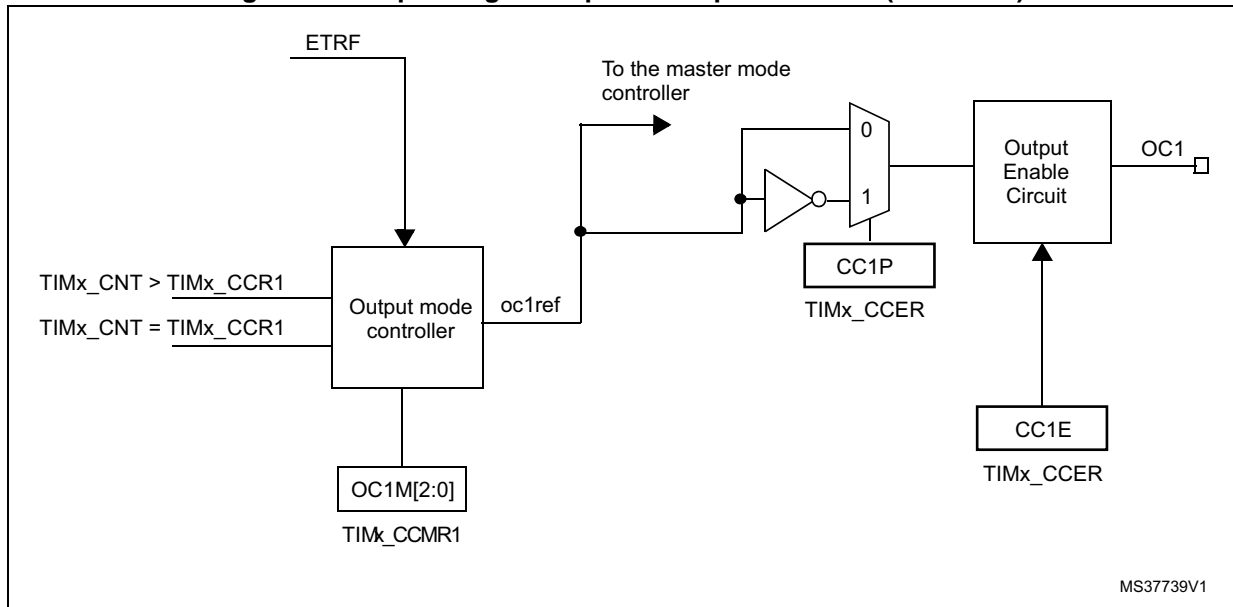 ETRF
To the master mode
controller
0
1
Output
Enable
Circuit
OC1
CC1P
TIMx_CCER
TIMx_CNT > TIMx_CCR1
TIMx_CNT = TIMx_CCR1
Output mode
controller
oc1ref
CC1E
TIMx_CCER
OC1M[2:0]
TIMx_CCMR1
MS37739V1